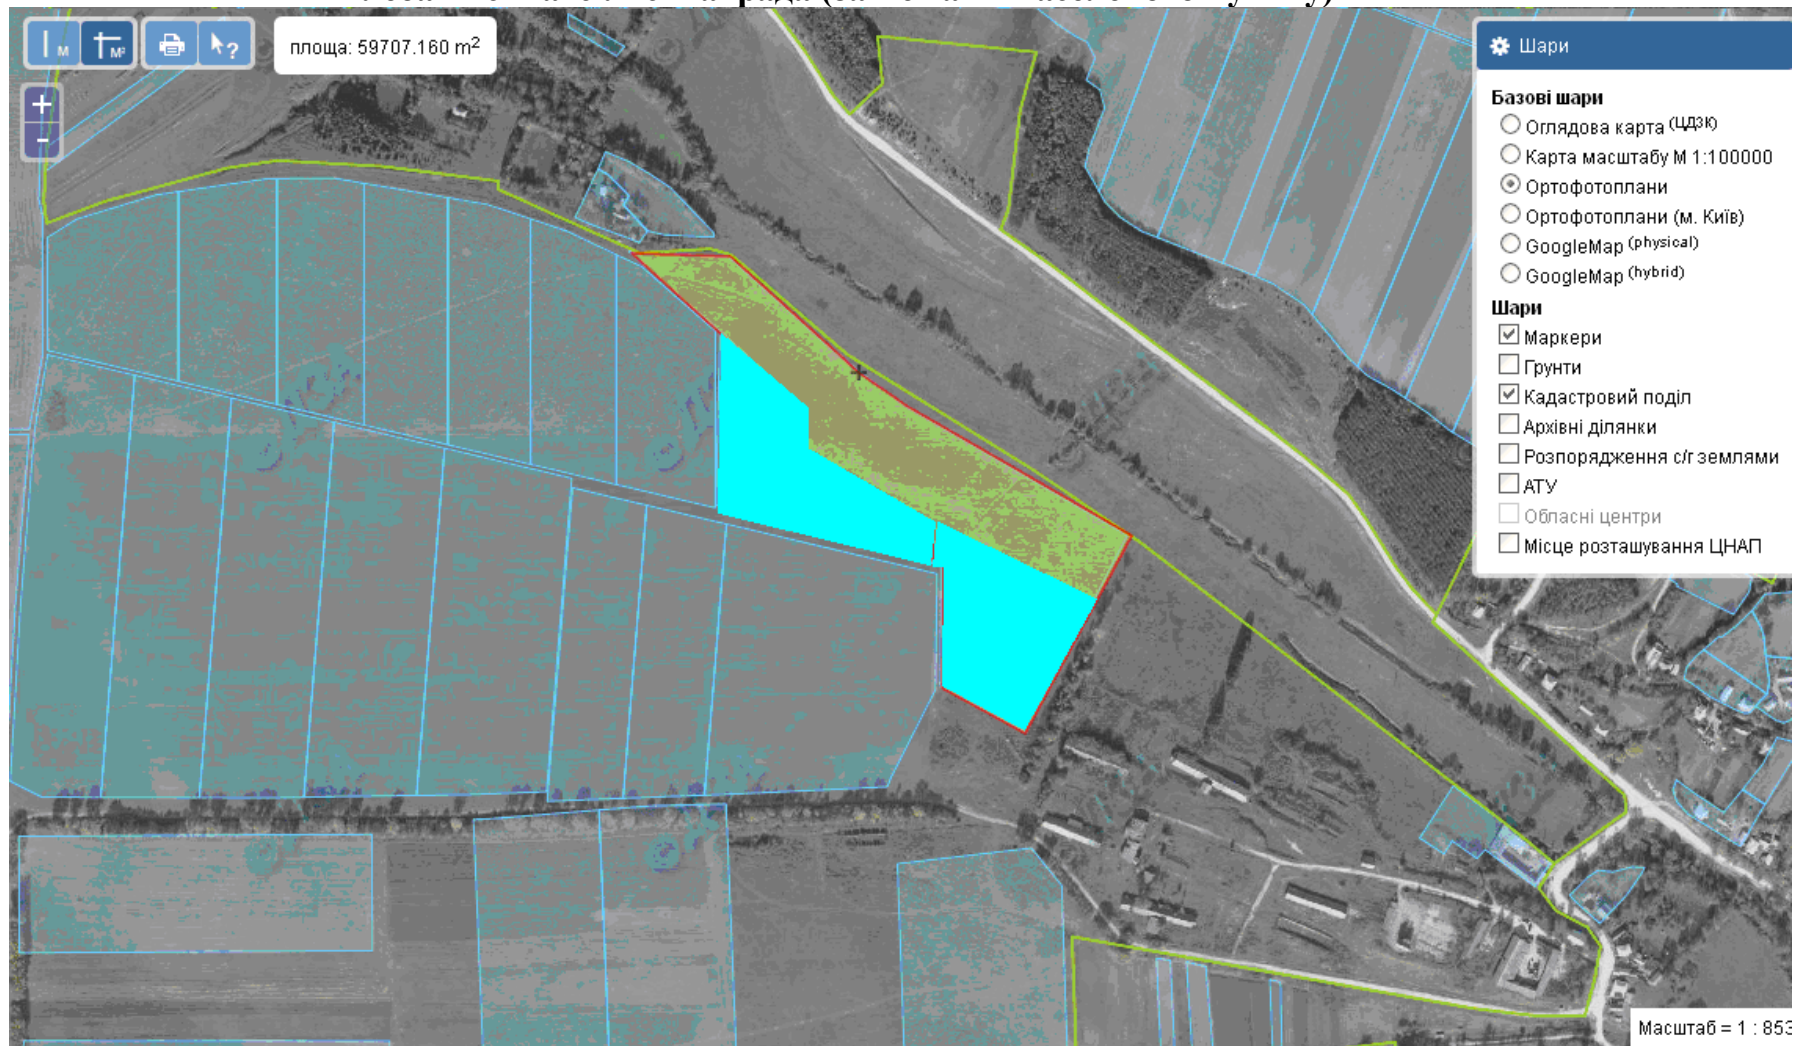 площа: 59707.160 m²
М
М²
?
+
-
Шари
Базові шари
Оглядова карта (ЦДЗК)
Карта масштабу М 1:100000
Ортофотоплани
Ортофотоплани (м. Київ)
GoogleMap (physical)
GoogleMap (hybrid)
Шари
Маркери
Грунти
Кадастровий поділ
Архівні ділянки
Розпорядження с/г землями
АТУ
Обласні центри
Місце розташування ЦНАП
Масштаб = 1 : 853